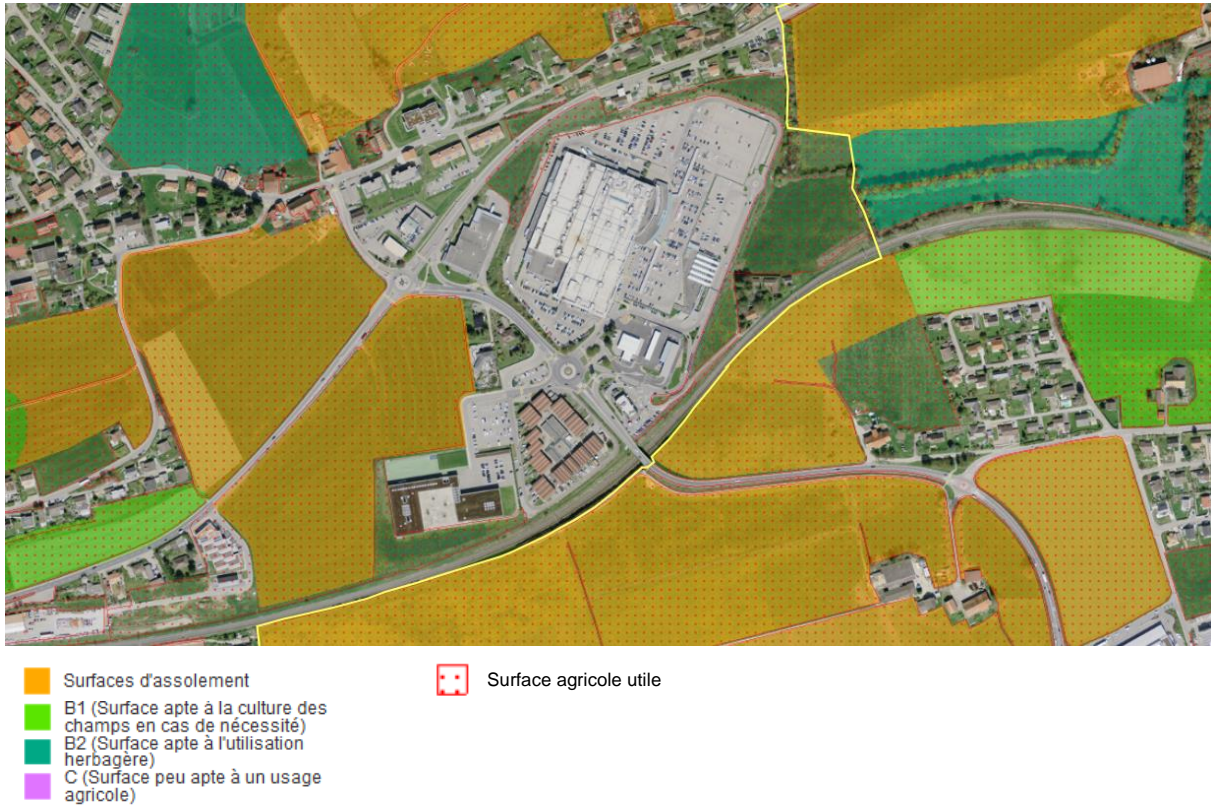 Surfaces d'assolement
B1 (Surface apte à la culture des
champs en cas de nécessité)
B2 (Surface apte à l'utilisation
herbagère)
C (Surface peu apte à un usage
agricole)
Surface agricole utile